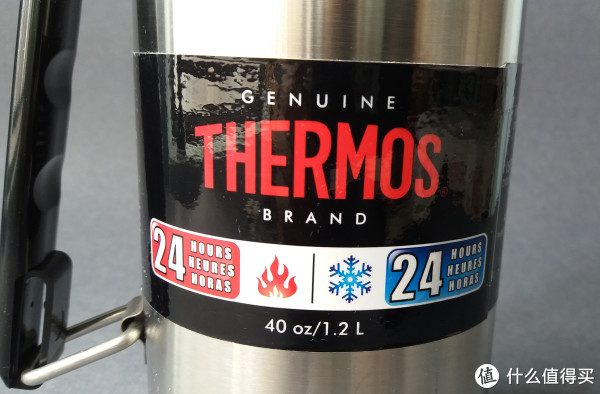 GENUINE
THERMOS
BRAND
24 HOURS HEURES HORAS
24 HOURS HEURES HORAS
40 oz/1.2 L
值 什么值得买